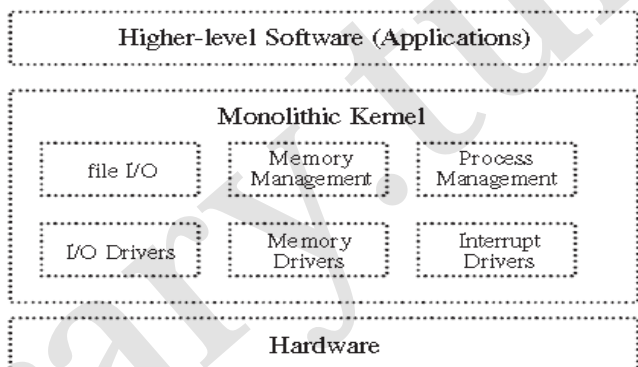 Higher-level Software (Applications)
Monolithic Kernel
file I/O
Memory
Management
Process
Management
I/O Drivers
Memory
Drivers
Interrupt
Drivers
Hardware